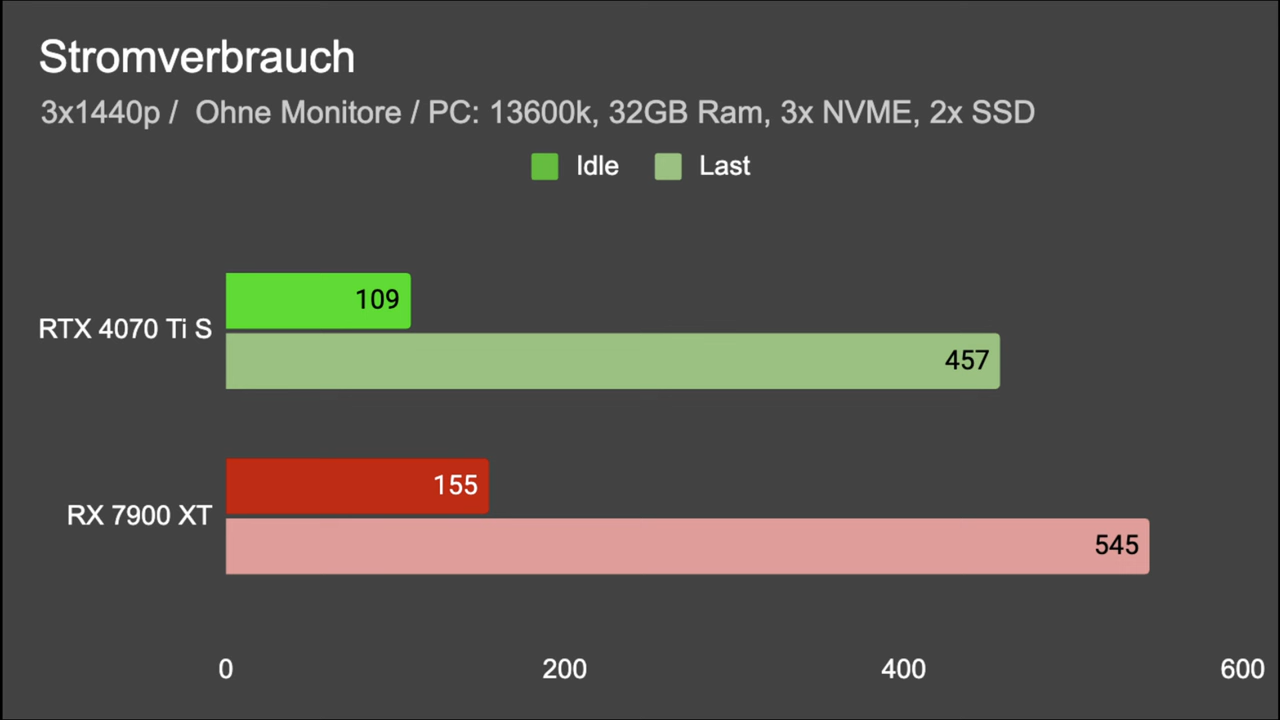 Stromverbrauch
3x1440p / Ohne Monitore / PC: 13600k, 32GB Ram, 3x NVME, 2x SSD
Idle Last
109
RTX 4070 Ti S
457
155
RX 7900 XT
545
0 200 400 600